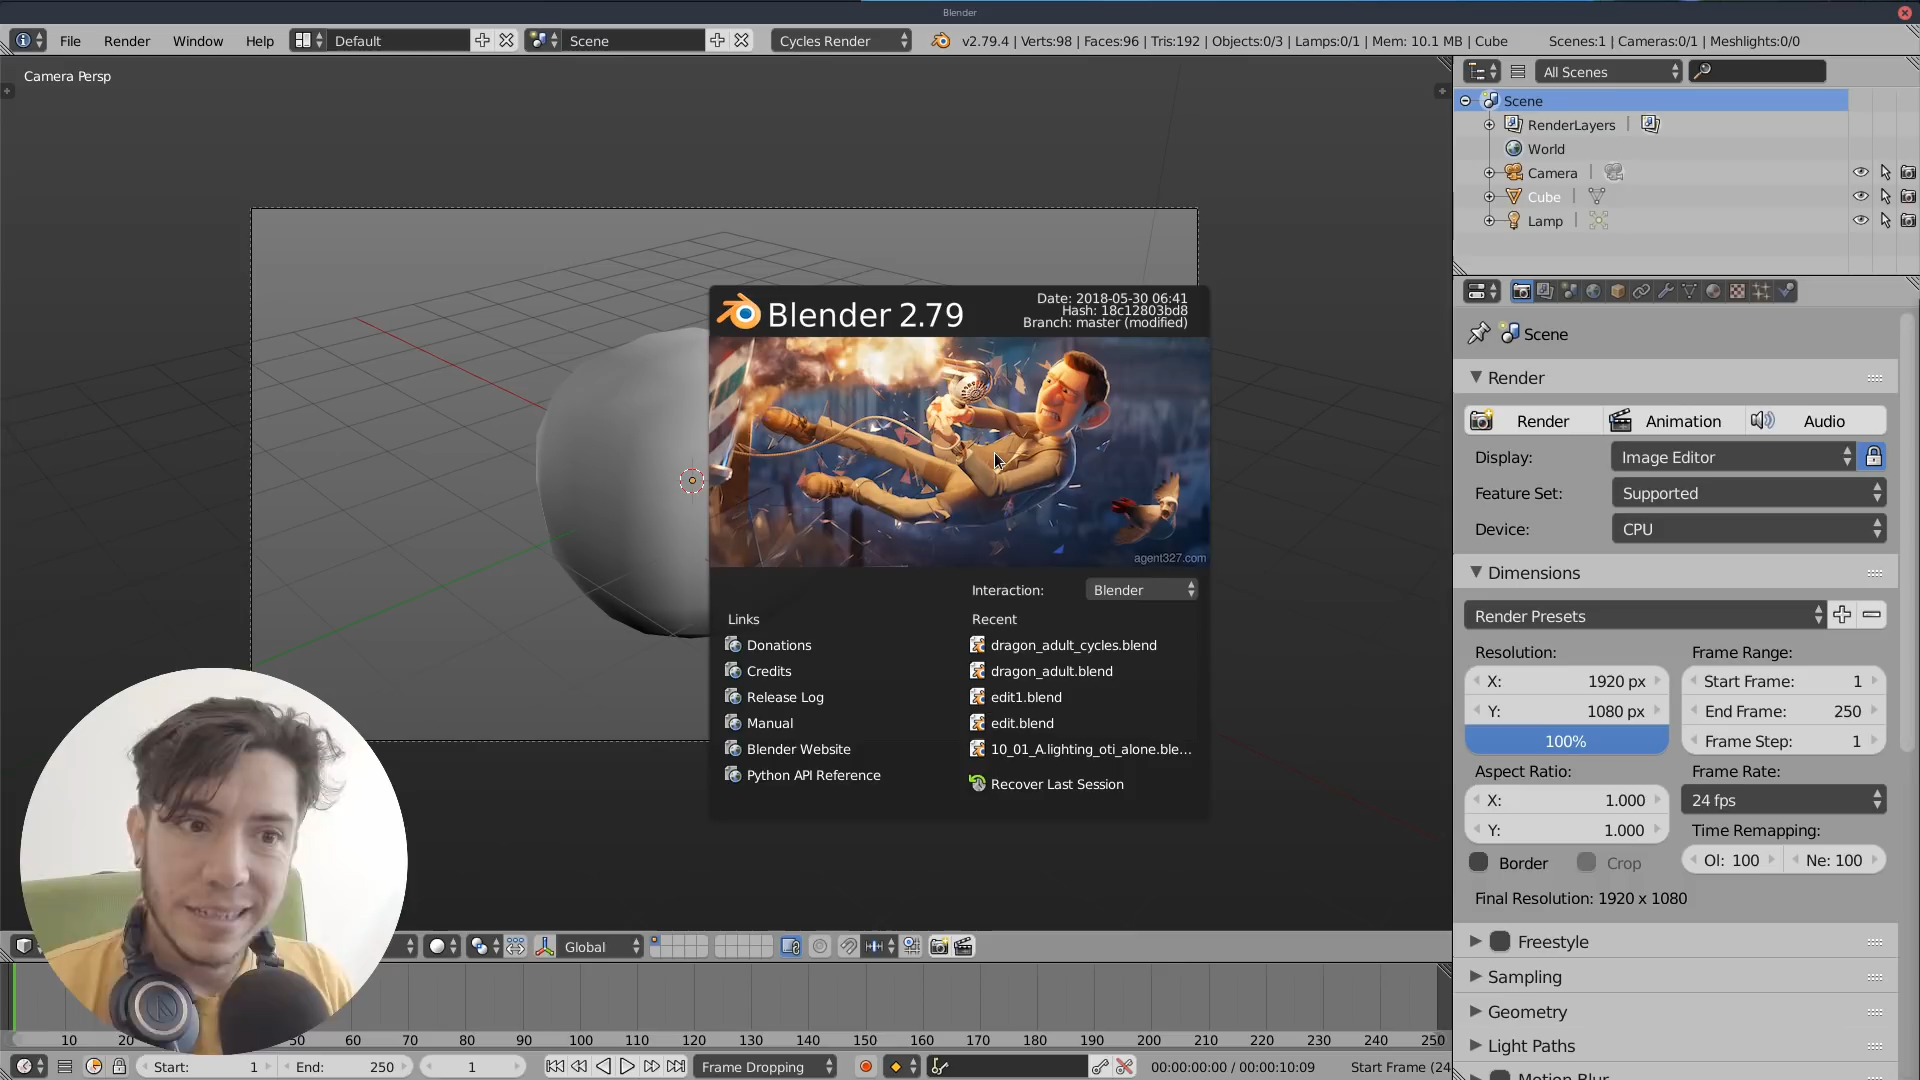 Blender
File Render Window Help Default Scene Cycles Render v2.79.4 | Verts:98 | Faces:96 | Tris:192 | Objects:0/3 | Lamps:0/1 | Mem: 10.1 MB | Cube Scenes:1 | Cameras:0/1 | Meshlights:0/0
Camera Persp
All Scenes
Scene
RenderLayers
World
Camera
Cube
Lamp
Blender 2.79
Date: 2018-05-30 06:41
Hash: 18c12803bd8
Branch: master (modified)
agent327.com
Interaction: Blender
Links
Donations
Credits
Release Log
Manual
Blender Website
Python API Reference
Recent
dragon_adult_cycles.blend
dragon_adult.blend
edit1.blend
edit.blend
10_01_A.lighting_oti_alone.ble...
Recover Last Session
Scene
Render
Render Animation Audio
Display: Image Editor
Feature Set: Supported
Device: CPU
Dimensions
Render Presets
Resolution:
X: 1920 px
Y: 1080 px
100%
Aspect Ratio:
X: 1.000
Y: 1.000
Border Crop
Frame Range:
Start Frame: 1
End Frame: 250
Frame Step: 1
Frame Rate:
24 fps
Time Remapping:
Ol: 100 Ne: 100
Final Resolution: 1920 x 1080
Freestyle
Sampling
Geometry
Light Paths
Motion Blur
Global
10 20 50 60 70 80 90 100 110 120 130 140 150 160 170 180 190 200 210 220 230 240 250
Start: 1 End: 250 1 Frame Dropping 00:00:00:00 / 00:00:10:09 Start Frame (24